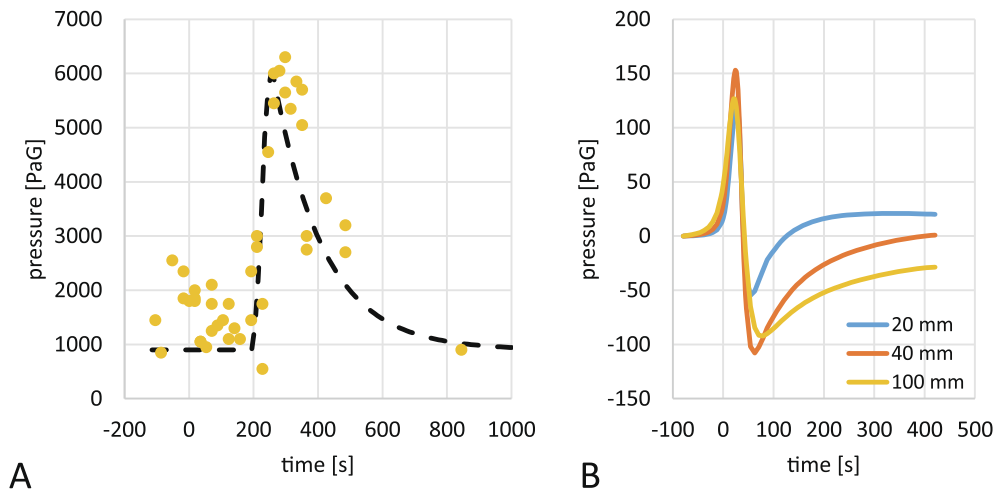 7000
6000
5000
4000
3000
2000
1000
0
-200 0 200 400 600 800 1000
pressure [PaG]
time [s]
A
200
150
100
50
0
-50
-100
-150
-100 0 100 200 300 400 500
pressure [PaG]
time [s]
20 mm
40 mm
100 mm
B